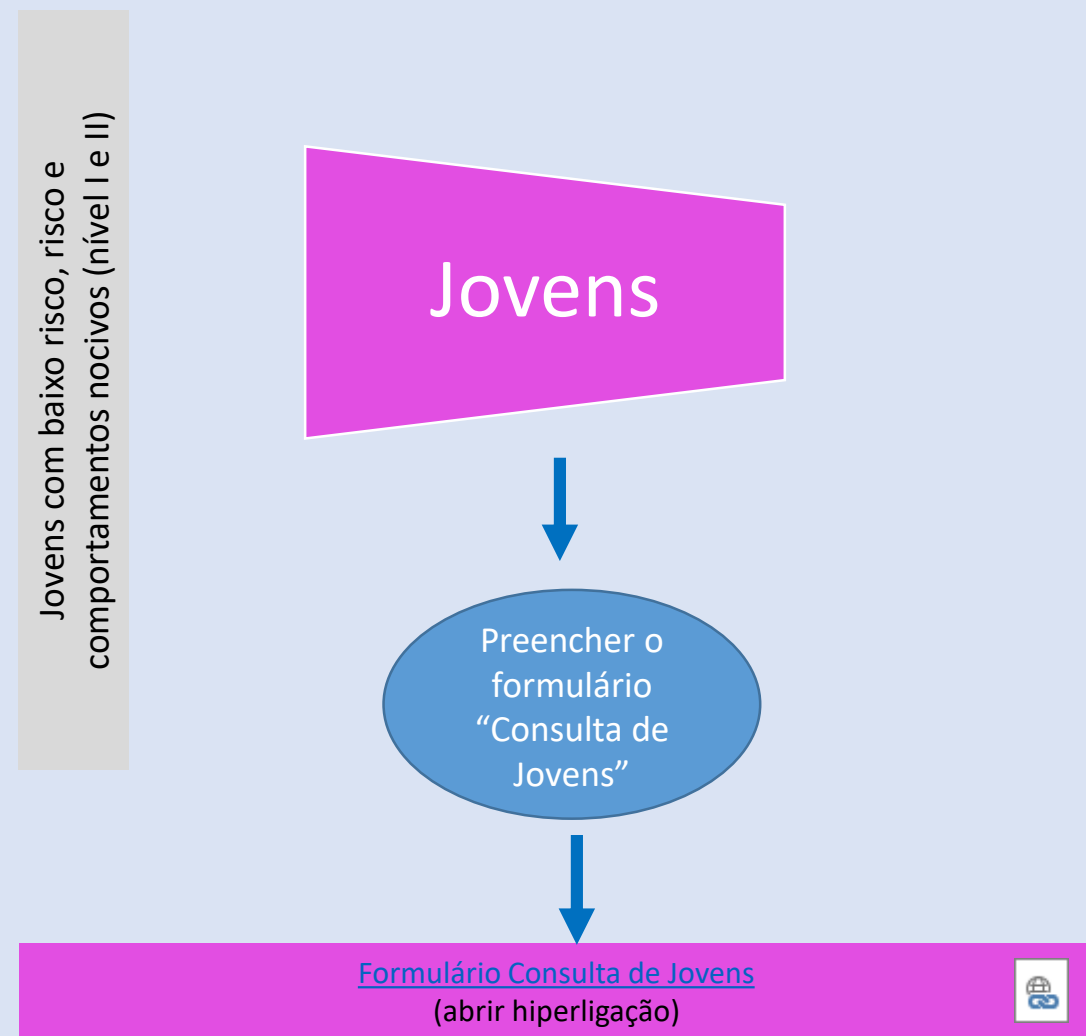 Jovens com baixo risco, risco e
comportamentos nocivos (nível I e II)
Jovens
Preencher o
formulário
“Consulta de
Jovens”
Formulário Consulta de Jovens
(abrir hiperligação)